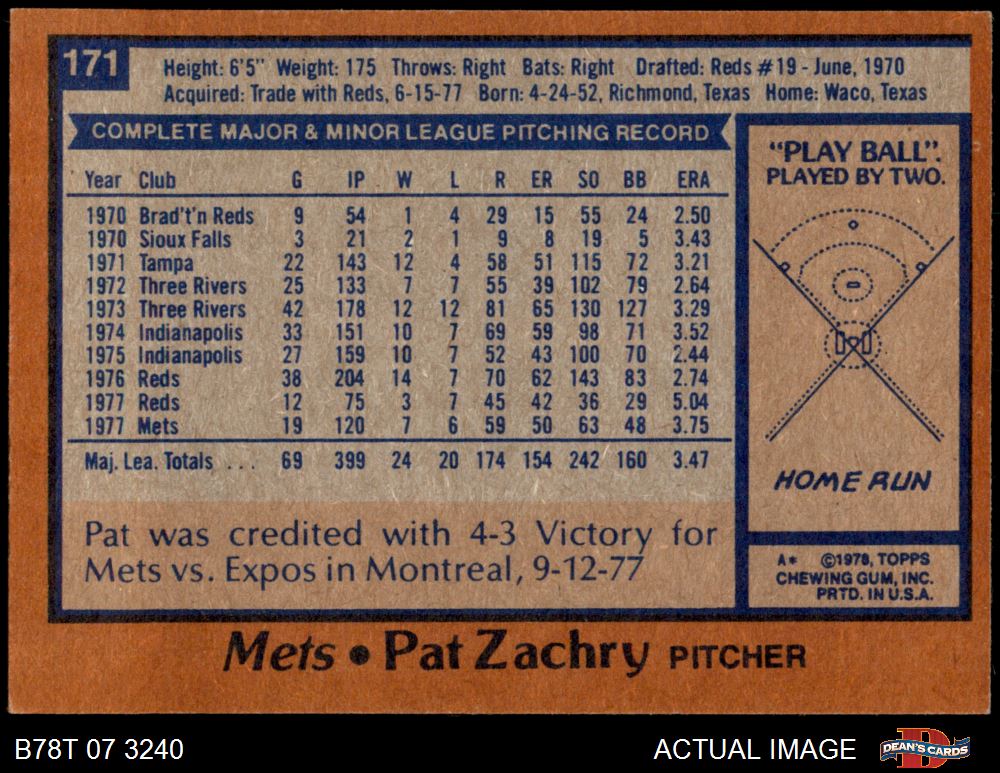 171
Height: 6'5" Weight: 175 Throws: Right Bats: Right Drafted: Reds #19 - June, 1970
Acquired: Trade with Reds, 6-15-77 Born: 4-24-52, Richmond, Texas Home: Waco, Texas
COMPLETE MAJOR & MINOR LEAGUE PITCHING RECORD
Year Club G IP W L R ER SO BB ERA
1970 Brad't'n Reds 9 54 1 4 29 15 55 24 2.50
1970 Sioux Falls 3 21 2 1 9 8 19 5 3.43
1971 Tampa 22 143 12 4 58 51 115 72 3.21
1972 Three Rivers 25 133 7 7 55 39 102 79 2.64
1973 Three Rivers 42 178 12 12 81 65 130 127 3.29
1974 Indianapolis 33 151 10 7 69 59 98 71 3.52
1975 Indianapolis 27 159 10 7 52 43 100 70 2.44
1976 Reds 38 204 14 7 70 62 143 83 2.74
1977 Reds 12 75 3 7 45 42 36 29 5.04
1977 Mets 19 120 7 6 59 50 63 48 3.75
Maj. Lea. Totals ... 69 399 24 20 174 154 242 160 3.47
Pat was credited with 4-3 Victory for
Mets vs. Expos in Montreal, 9-12-77
"PLAY BALL".
PLAYED BY TWO.
HOME RUN
A* ©1978, TOPPS
CHEWING GUM, INC.
PRTD. IN U.S.A.
Mets • Pat Zachry PITCHER
B78T 07 3240
ACTUAL IMAGE
DEAN'S CARDS